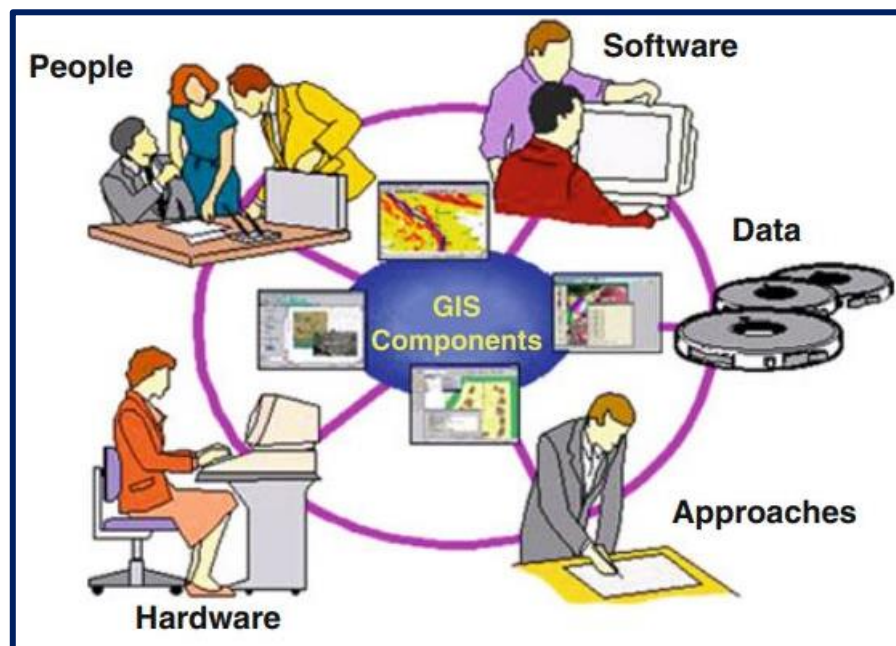 People
Software
Data
GIS
Components
Approaches
Hardware